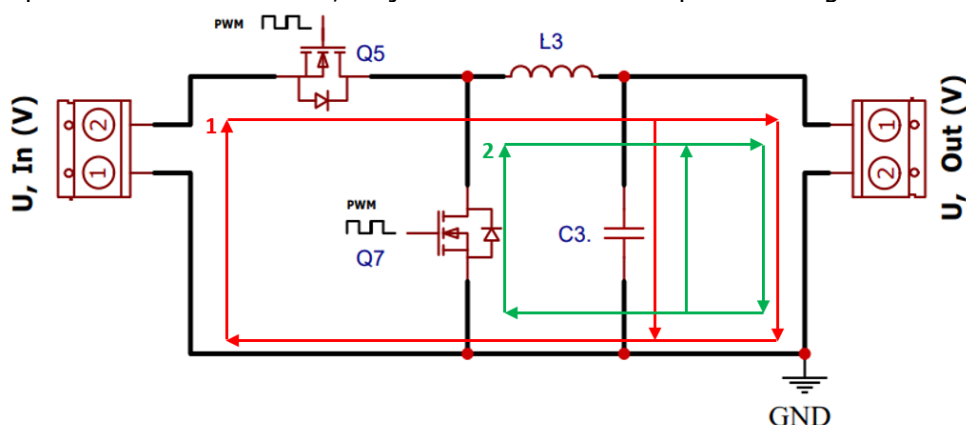 PWM
Q5
L3
U, In (V)
2
1
1
2
PWM
Q7
C3.
1
2
U, Out (V)
GND